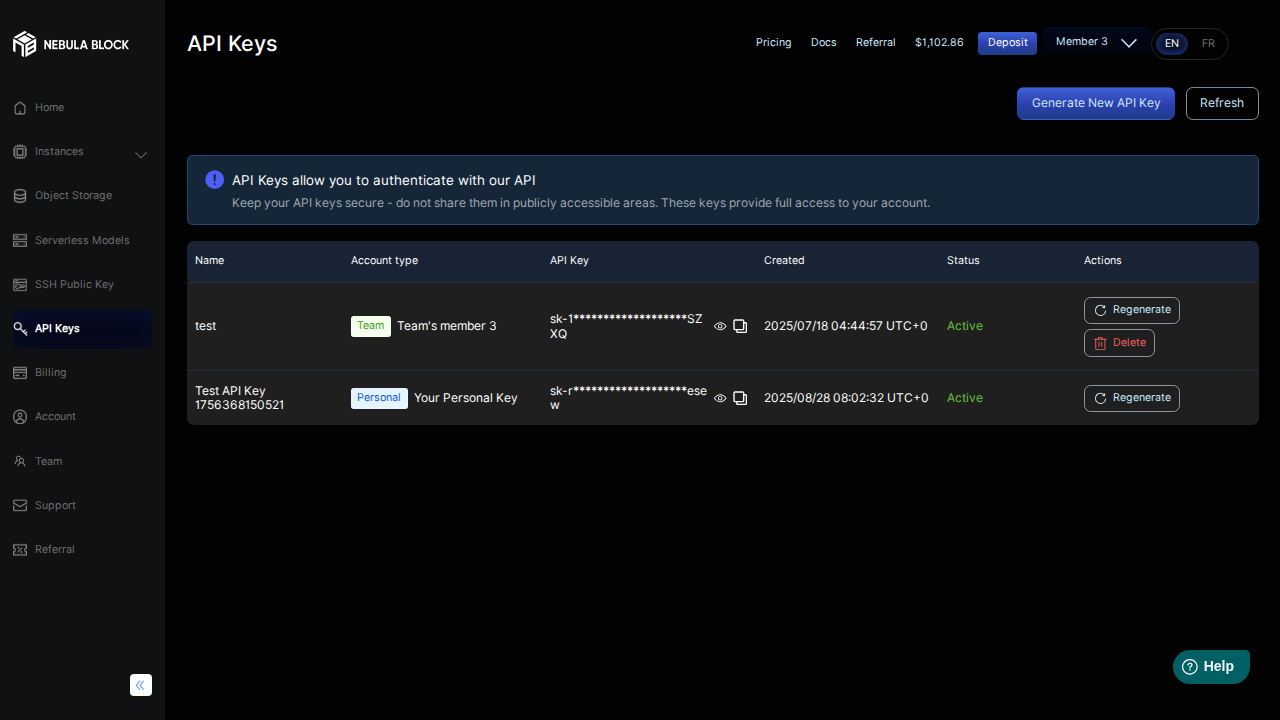 NEBULA BLOCK
Home
Instances
Object Storage
Serverless Models
SSH Public Key
API Keys
Billing
Account
Team
Support
Referral
API Keys
Pricing
Docs
Referral
$1,102.86
Deposit
Member 3
EN
FR
Generate New API Key
Refresh
API Keys allow you to authenticate with our API
Keep your API keys secure - do not share them in publicly accessible areas. These keys provide full access to your account.
Name
Account type
API Key
Created
Status
Actions
test
Team
Team's member 3
sk-1*******************SZ
XQ
2025/07/18 04:44:57 UTC+0
Active
Regenerate
Delete
Test API Key
1756368150521
Personal
Your Personal Key
sk-r*******************ese
w
2025/08/28 08:02:32 UTC+0
Active
Regenerate
Help